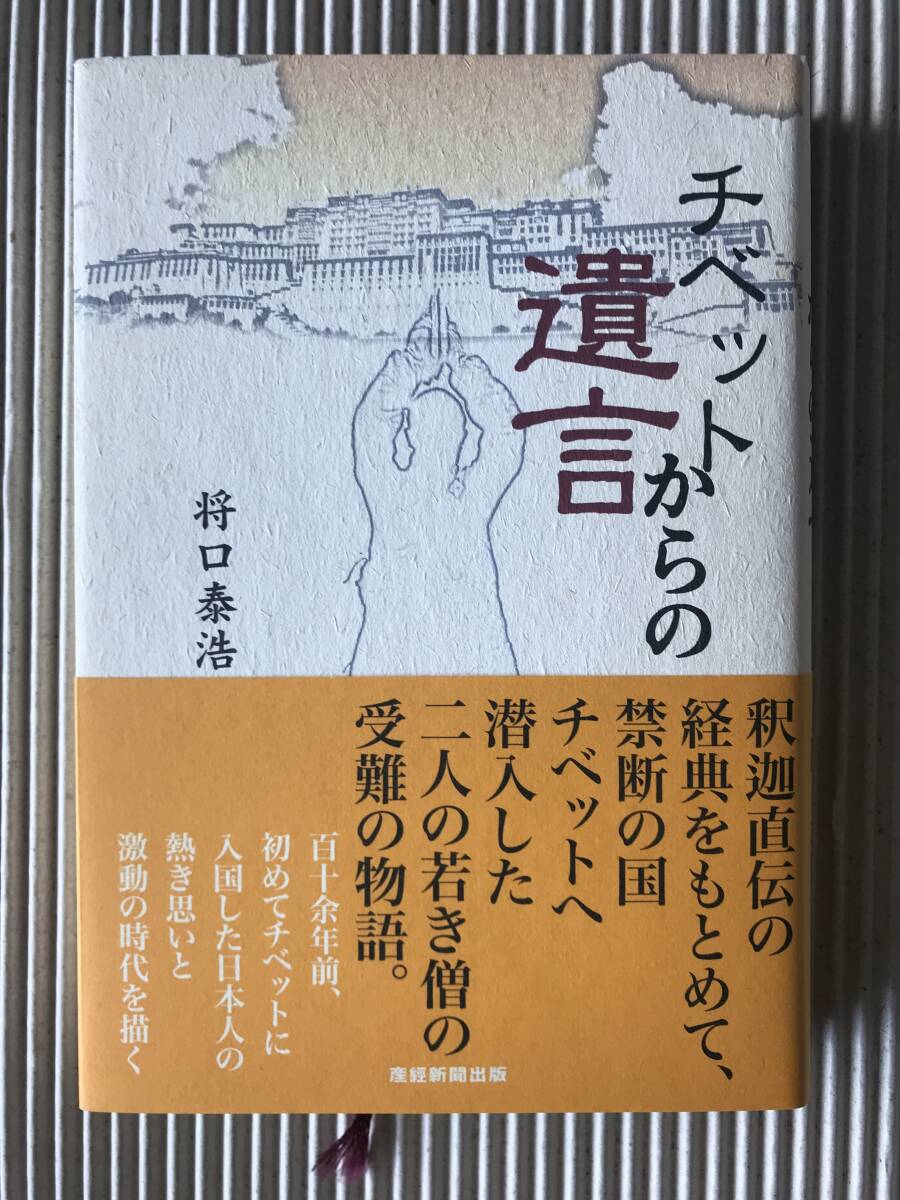 チベットからの
遺言
将口泰浩
釈迦直伝の
経典をもとめて、
禁断の国
チベットへ
潜入した
二人の若き僧の
受難の物語。
百十余年前、
初めてチベットに
入国した日本人の
熱き思いと
激動の時代を描く
産經新聞出版